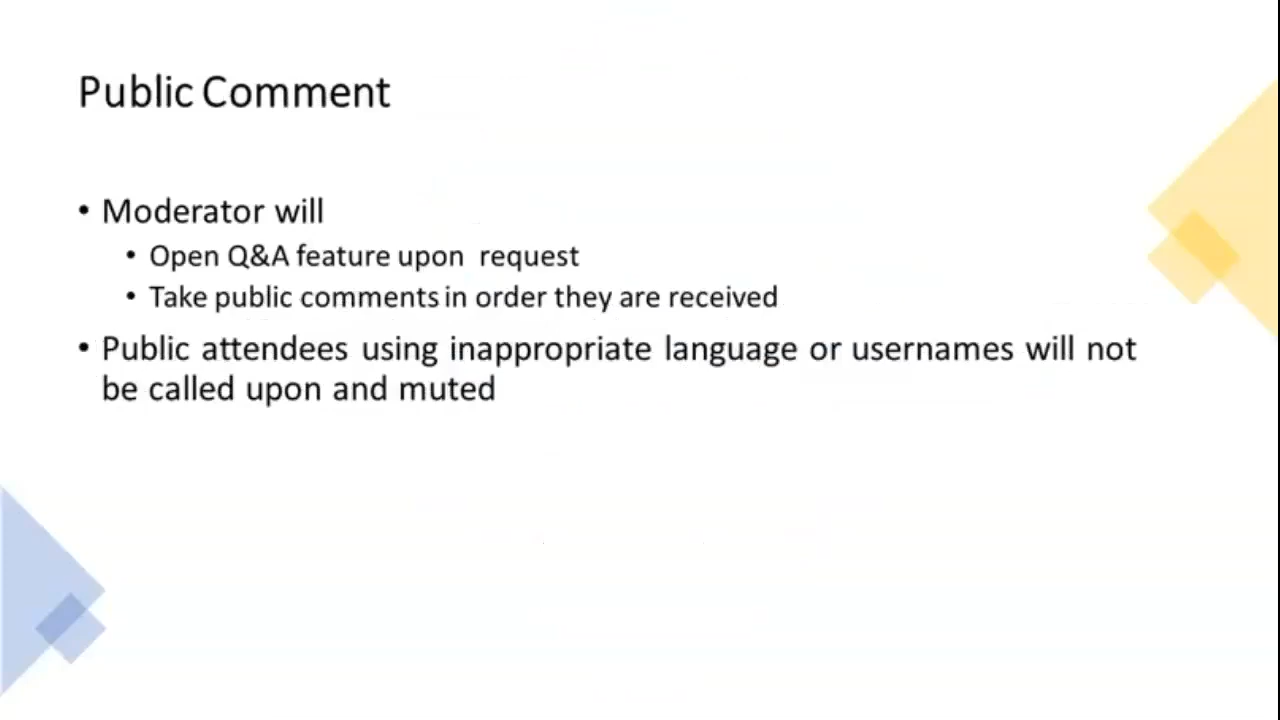 Public Comment
• Moderator will
• Open Q&A feature upon request
• Take public comments in order they are received
• Public attendees using inappropriate language or usernames will not
be called upon and muted